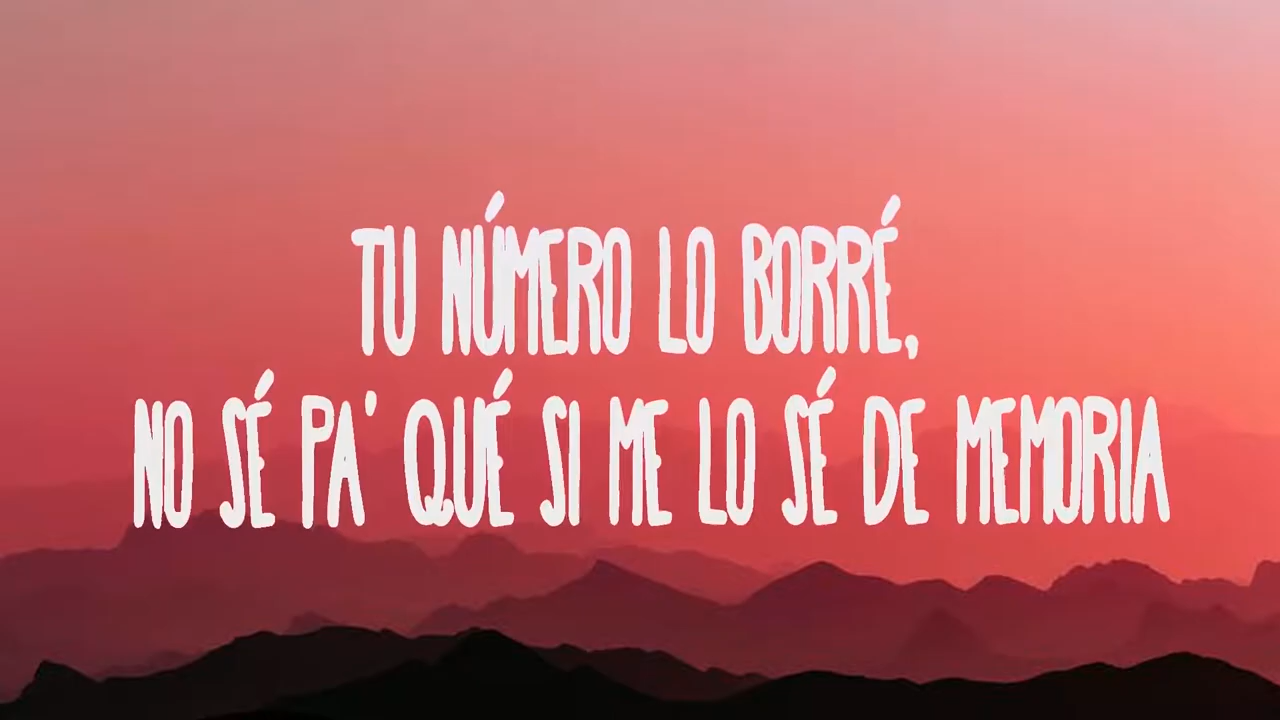 TU NÚMERO LO BORRÉ,
NO SÉ PA' QUÉ SI ME LO SÉ DE MEMORIA